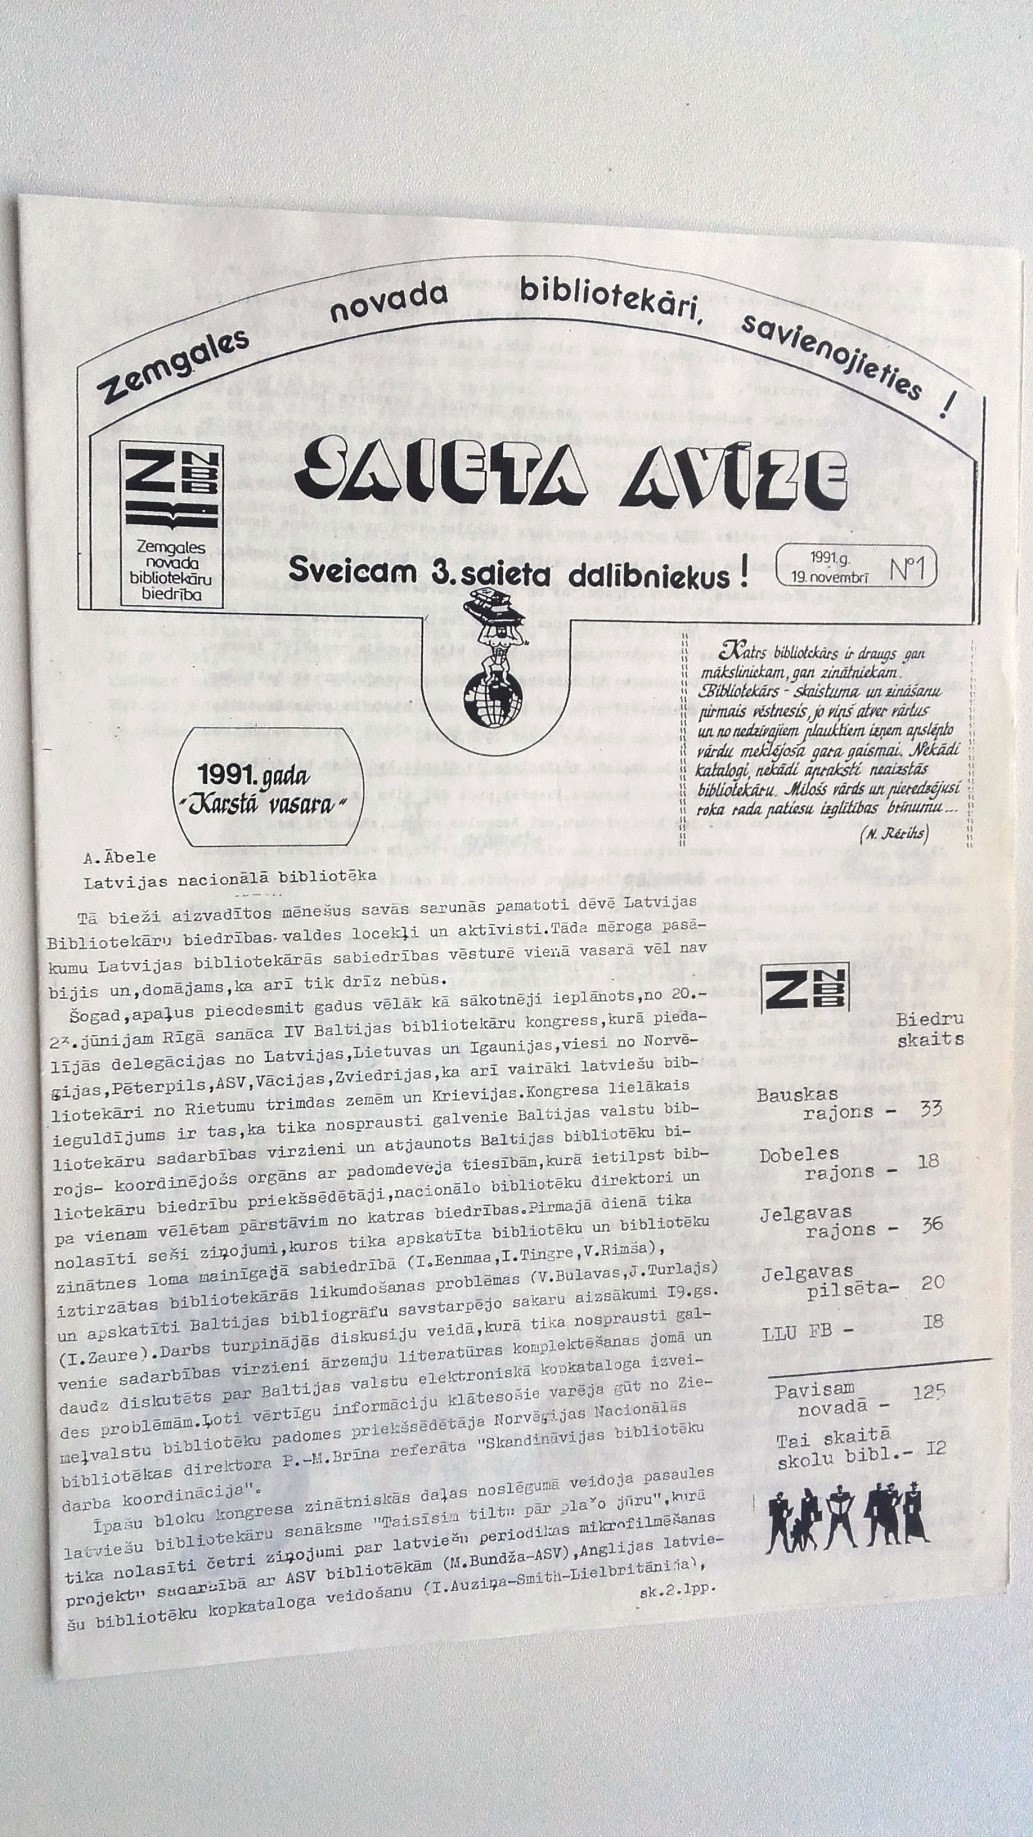 Zemgales novada bibliotekāri, savienojieties !
Z NBB
Zemgales
novada
bibliotekāru
biedrība
SAIETA AVĪZE
Sveicam 3. saieta dalībniekus !
1991.g.
19. novembrī
Nº1
Katrs bibliotekārs ir draugs gan
māksliniekam, gan zinātniekam.
Bibliotekārs - skaistuma un zināšanu
pirmais vēstnesis, jo viņš atver vārtus
un no nedzīvajiem plauktiem izņem apslēpto
vārdu meklējoša gara gaismai. Nekādi
katalogi, nekādi apraksti neaizstās
bibliotekāru. Mīlošs vārds un pieredzējusi
roka rada patiesu izglītības brīnumu...
(N. Rērihs)
1991. gada
"Karstā vasara"
A.Ābele
Latvijas nacionālā bibliotēka
Tā bieži aizvadītos mēnešus savās sarunās pamatoti dēvē Latvijas
Bibliotekāru biedrības valdes locekļi un aktīvisti.Tāda mēroga pasā-
kumu Latvijas bibliotekārās sabiedrības vēsturē vienā vasarā vēl nav
bijis un,domājams,ka arī tik drīz nebūs.
Šogad,apaļus piecdesmit gadus vēlāk kā sākotnēji ieplānots,no 20.-
.jūnijam Rīgā sanāca IV Baltijas bibliotekāru kongress,kurā pieda-
lījās delegācijas no Latvijas,Lietuvas un Igaunijas,viesi no Norvē-
gijas,Pēterpils,ASV,Vācijas,Zviedrijas,ka arī vairāki latviešu bib-
liotekāri no Rietumu trimdas zemēm un Krievijas.Kongresa lielākais
ieguldījums ir tas,ka tika nosprausti galvenie Baltijas valstu bib-
liotekāru sadarbības virzieni un atjaunots Baltijas bibliotēku bi-
rojs- koordinējošs orgāns ar padomdevēja tiesībām,kurā ietilpst bib-
liotekāru biedrību priekšsēdētāji,nacionālo bibliotēku direktori un
pa vienam vēlētam pārstāvim no katras biedrības.Pirmajā dienā tika
nolasīti seši ziņojumi,kuros tika apskatīta bibliotēku un bibliotēku
zinātnes loma mainīgajā sabiedrībā (I.Eenmaa,I.Tingre,V.Rimša),
iztirzātas bibliotekārās likumdošanas problēmas (V.Bulavas,J.Turlajs)
un apskatīti Baltijas bibliogrāfu savstarpējo sakaru aizsākumi I9.gs.
(I.Zaure).Darbs turpinājās diskusiju veidā,kurā tika nosprausti gal-
venie sadarbības virzieni ārzemju literatūras komplektēšanas jomā un
daudz diskutēts par Baltijas valstu elektroniskā kopkataloga izvei-
des problēmām.Ļoti vērtīgu informāciju klātesošie varēja gūt no Zie-
meļvalstu bibliotēku padomes priekšsēdētāja Norvēģijas Nacionālās
bibliotēkas direktora P.-M.Brīna referāta "Skandināvijas bibliotēku
darba koordinācija".
Īpašu bloku kongresa zinātniskās daļas noslēgumā veidoja pasaules
latviešu bibliotekāru sanāksme "Taisīsim tiltu pār plašo jūru",kurā
tika nolasīti četri ziņojumi par latviešu periodikas mikrofilmēšanas
projektu sadarbībā ar ASV bibliotēkām (M.Bundža-ASV),Anglijas latvie-
šu bibliotēku kopkataloga veidošanu (I.Auziņa-Smith-Lielbritānija),
sk.2.lpp.
Z NBB
Biedru
skaits
Bauskas
rajons - 33
Dobeles
rajons - 18
Jelgavas
rajons - 36
Jelgavas
pilsēta- 20
LLU FB - I8
Pavisam
novadā - 125
Tai skaitā
skolu bibl.- I2